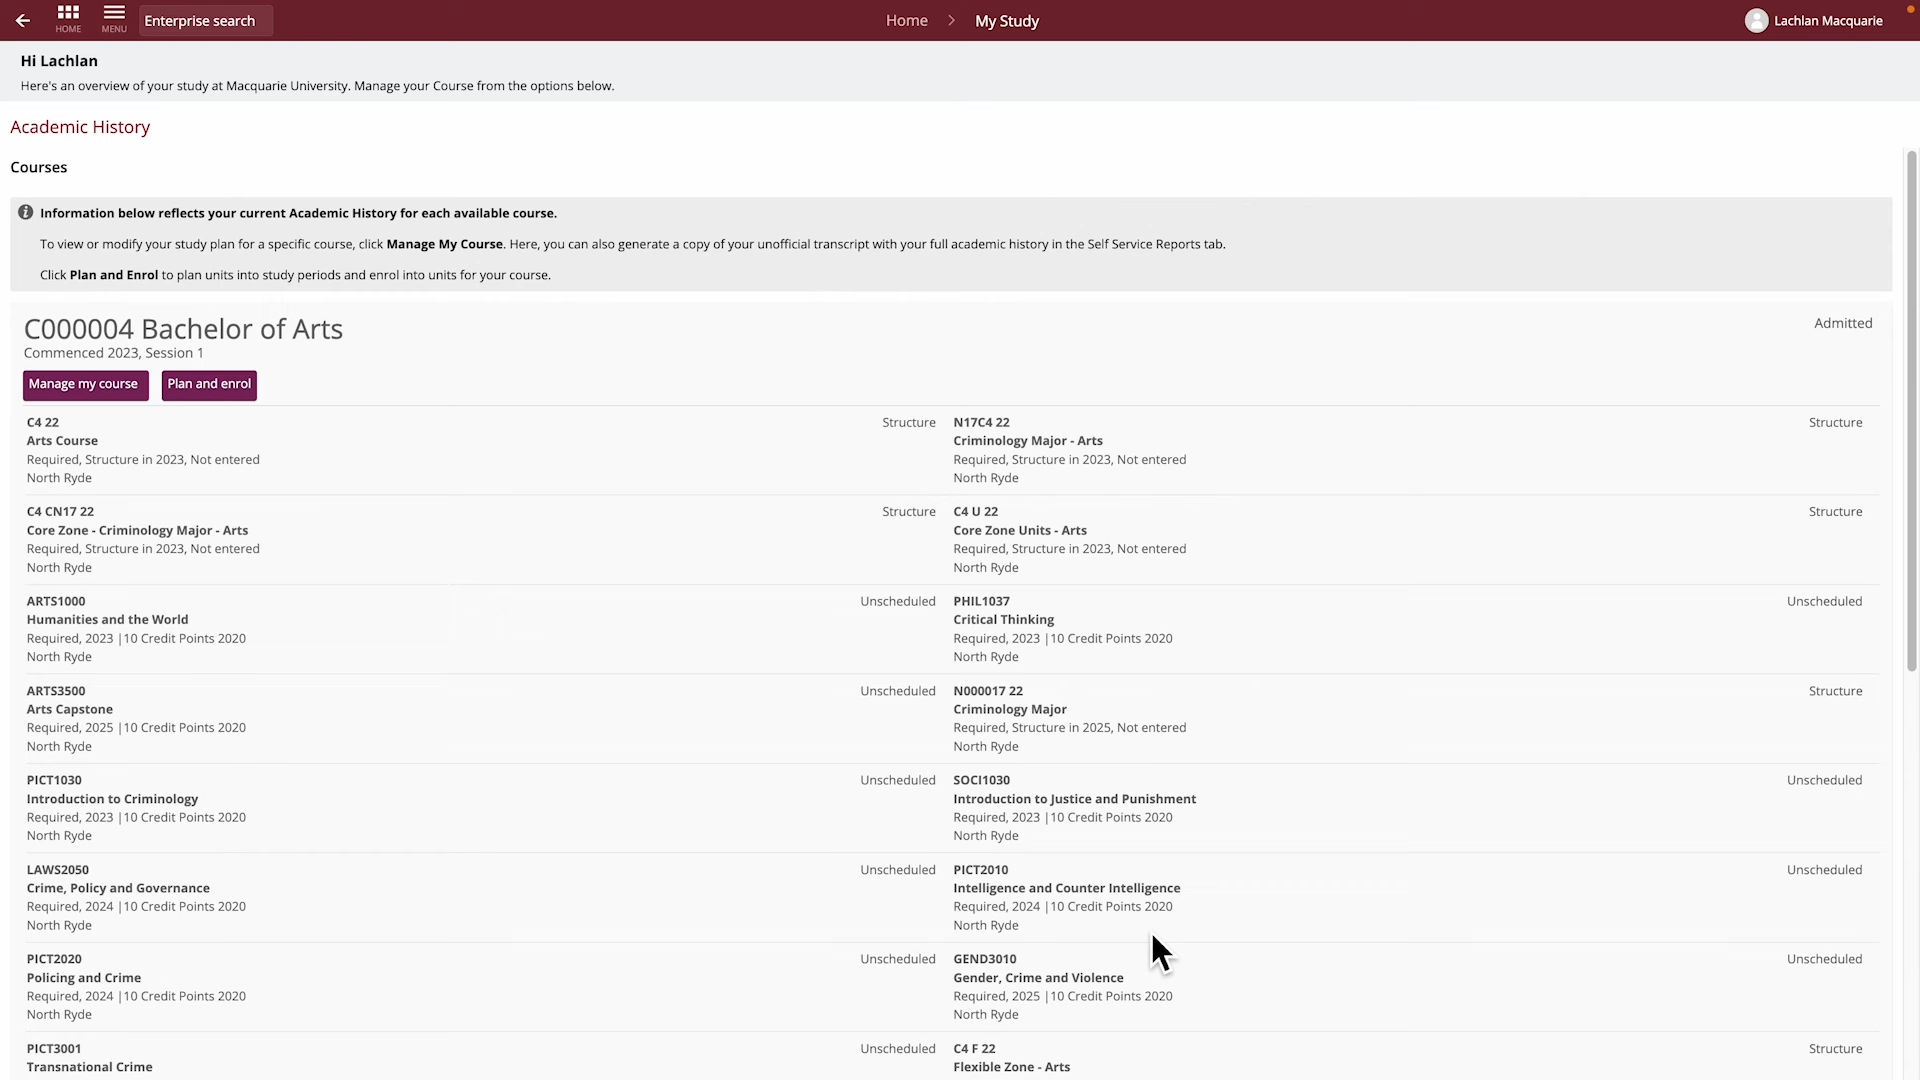 HOME
MENU
Enterprise search
Home > My Study
Lachlan Macquarie
Hi Lachlan
Here's an overview of your study at Macquarie University. Manage your Course from the options below.
Academic History
Courses
Information below reflects your current Academic History for each available course.
To view or modify your study plan for a specific course, click Manage My Course. Here, you can also generate a copy of your unofficial transcript with your full academic history in the Self Service Reports tab.
Click Plan and Enrol to plan units into study periods and enrol into units for your course.
C000004 Bachelor of Arts
Admitted
Commenced 2023, Session 1
Manage my course
Plan and enrol
C4 22
Structure
Arts Course
Required, Structure in 2023, Not entered
North Ryde
N17C4 22
Structure
Criminology Major - Arts
Required, Structure in 2023, Not entered
North Ryde
C4 CN17 22
Structure
Core Zone - Criminology Major - Arts
Required, Structure in 2023, Not entered
North Ryde
C4 U 22
Structure
Core Zone Units - Arts
Required, Structure in 2023, Not entered
North Ryde
ARTS1000
Unscheduled
Humanities and the World
Required, 2023 |10 Credit Points 2020
North Ryde
PHIL1037
Unscheduled
Critical Thinking
Required, 2023 |10 Credit Points 2020
North Ryde
ARTS3500
Unscheduled
Arts Capstone
Required, 2025 |10 Credit Points 2020
North Ryde
N000017 22
Structure
Criminology Major
Required, Structure in 2025, Not entered
North Ryde
PICT1030
Unscheduled
Introduction to Criminology
Required, 2023 |10 Credit Points 2020
North Ryde
SOCI1030
Unscheduled
Introduction to Justice and Punishment
Required, 2023 |10 Credit Points 2020
North Ryde
LAWS2050
Unscheduled
Crime, Policy and Governance
Required, 2024 |10 Credit Points 2020
North Ryde
PICT2010
Unscheduled
Intelligence and Counter Intelligence
Required, 2024 |10 Credit Points 2020
North Ryde
PICT2020
Unscheduled
Policing and Crime
Required, 2024 |10 Credit Points 2020
North Ryde
GEND3010
Unscheduled
Gender, Crime and Violence
Required, 2025 |10 Credit Points 2020
North Ryde
PICT3001
Unscheduled
Transnational Crime
C4 F 22
Structure
Flexible Zone - Arts